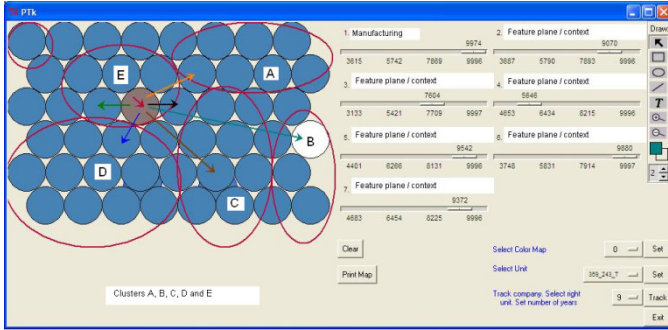 PTk
E
A
B
D
C
Clusters A, B, C, D and E
1. Manufacturing
9974
3615 5742 7869 9996
2. Feature plane / context
9070
3687 5790 7893 9996
3. Feature plane / context
7604
3133 5421 7709 9997
4. Feature plane / context
5646
4653 6434 8215 9996
5. Feature plane / context
9542
4401 6266 8131 9996
6. Feature plane / context
9880
3748 5831 7914 9997
7. Feature plane / context
9372
4683 6454 8225 9996
Clear
Print Map
Select Color Map
0
Set
Select Unit
359_243_T
Set
Track company. Select right
unit. Set number of years
9
Track
Exit
Draw
T
2